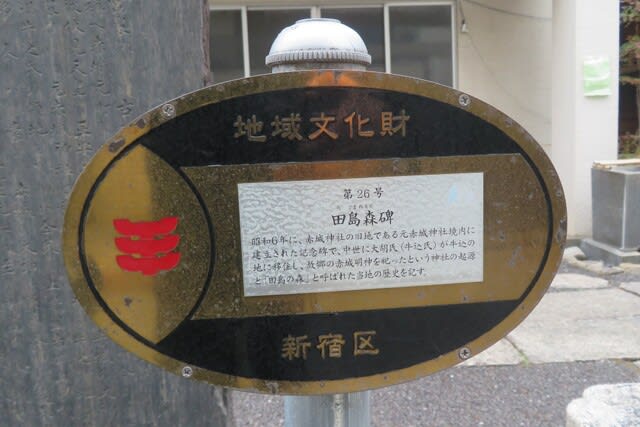 地域文化財
第26号
田島森碑
昭和6年に、赤城神社の旧地である元赤城神社境内に
建立された記念碑で、中世に大胡氏（牛込氏）が牛込の
地に移住し、故郷の赤城明神を祀ったという神社の起源
と「田島の森」と呼ばれた当地の歴史を記す。
新宿区